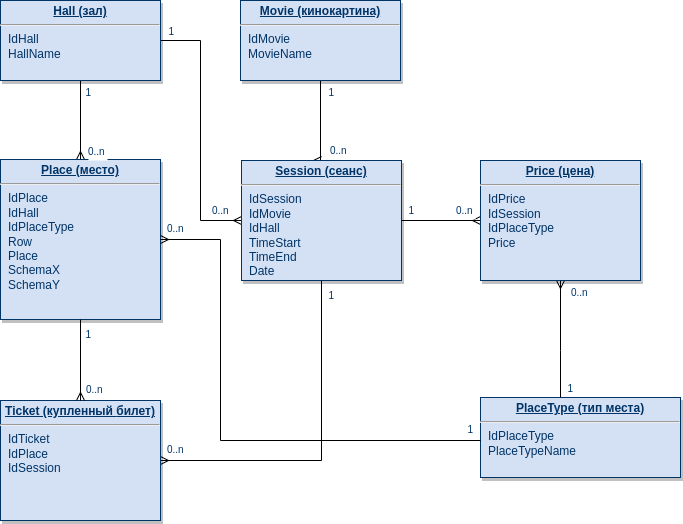 Hall (зал)
IdHall
HallName
1
1
0..n
Movie (кинокартина)
IdMovie
MovieName
1
0..n
Place (место)
IdPlace
IdHall
IdPlaceType
Row
Place
SchemaX
SchemaY
0..n
0..n
1
Session (сеанс)
IdSession
IdMovie
IdHall
TimeStart
TimeEnd
Date
1
0..n
1
Price (цена)
IdPrice
IdSession
IdPlaceType
Price
0..n
1
0..n
Ticket (купленный билет)
IdTicket
IdPlace
IdSession
0..n
1
PlaceType (тип места)
IdPlaceType
PlaceTypeName